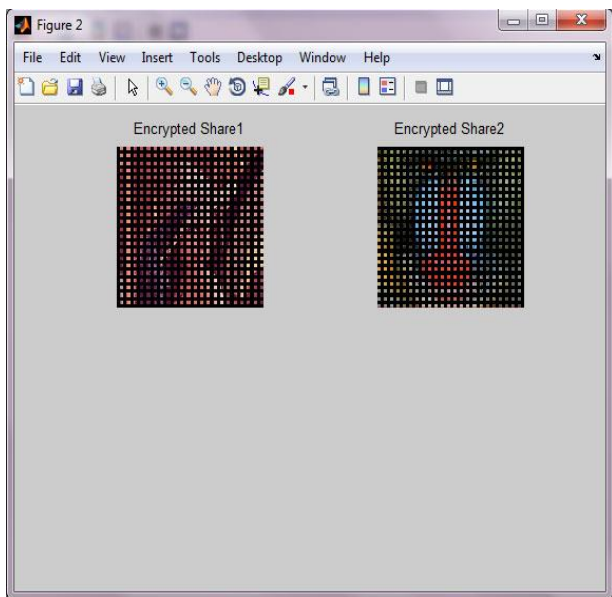 Figure 2
File Edit View Insert Tools Desktop Window Help
Encrypted Share1 Encrypted Share2